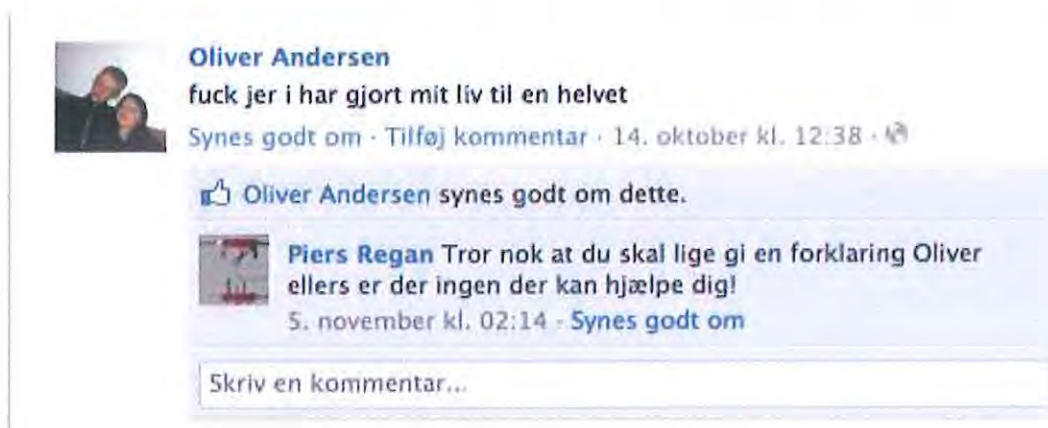 Oliver Andersen
fuck jer i har gjort mit liv til en helvet
Synes godt om · Tilføj kommentar · 14. oktober kl. 12:38 ·
Oliver Andersen synes godt om dette.
Piers Regan Tror nok at du skal lige gi en forklaring Oliver
ellers er der ingen der kan hjælpe dig!
5. november kl. 02:14 · Synes godt om
Skriv en kommentar...